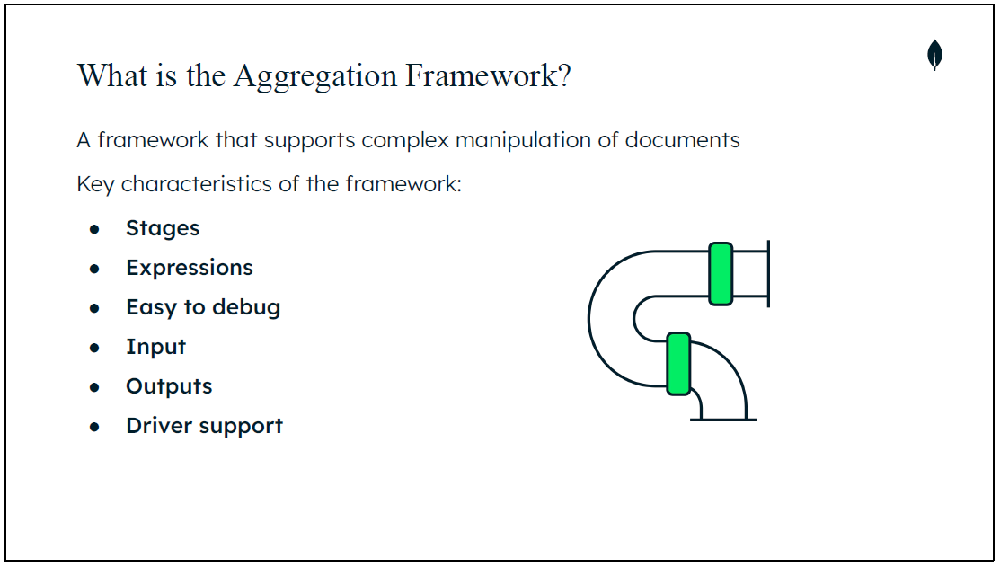 What is the Aggregation Framework?
A framework that supports complex manipulation of documents
Key characteristics of the framework:
● Stages
● Expressions
● Easy to debug
● Input
● Outputs
● Driver support